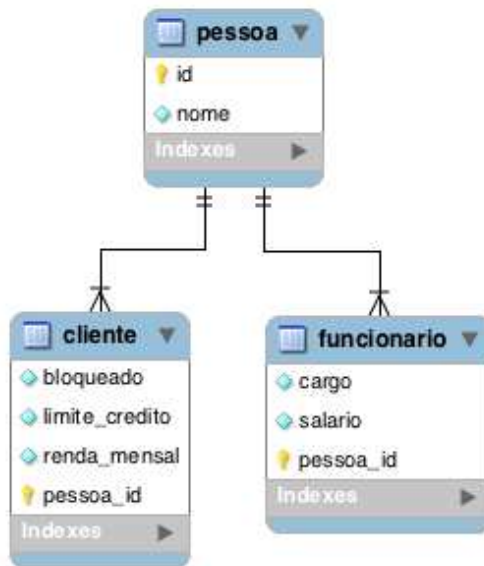 pessoa
id
nome
Indexes
cliente
bloqueado
limite_credito
renda_mensal
pessoa_id
Indexes
funcionario
cargo
salario
pessoa_id
Indexes